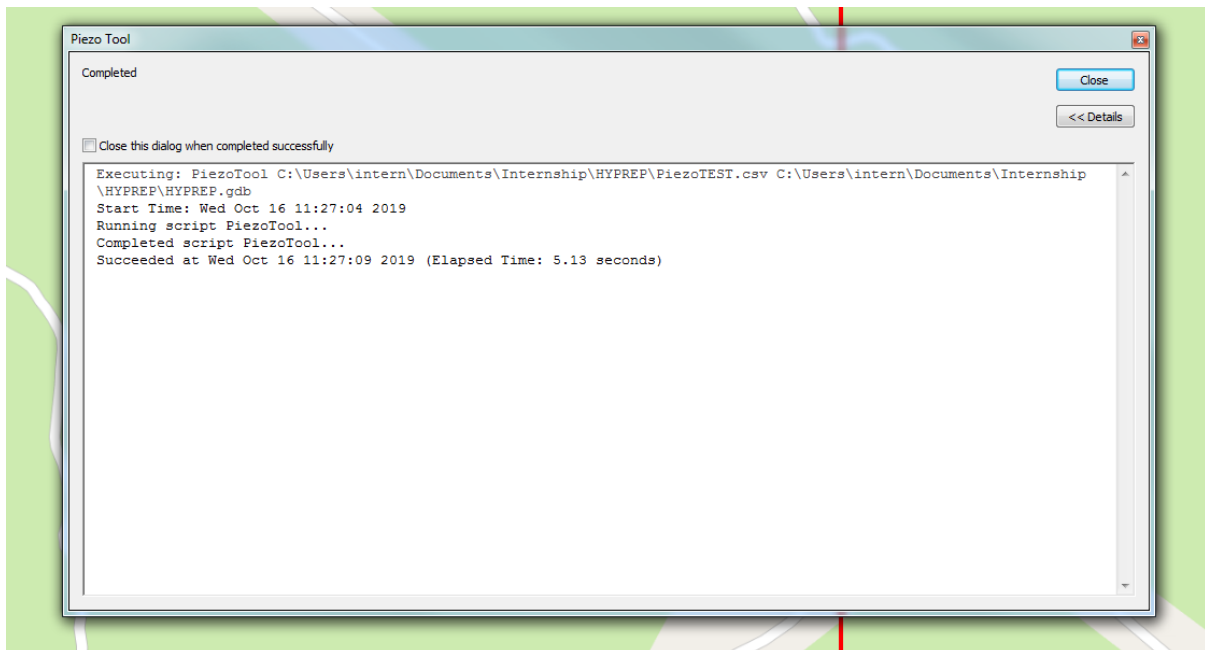 Piezo Tool
Completed
Close
<< Details
Close this dialog when completed successfully
Executing: PiezoTool C:\Users\intern\Documents\Internship\HYPREP\PiezoTEST.csv C:\Users\intern\Documents\Internship
\HYPREP\HYPREP.gdb
Start Time: Wed Oct 16 11:27:04 2019
Running script PiezoTool...
Completed script PiezoTool...
Succeeded at Wed Oct 16 11:27:09 2019 (Elapsed Time: 5.13 seconds)